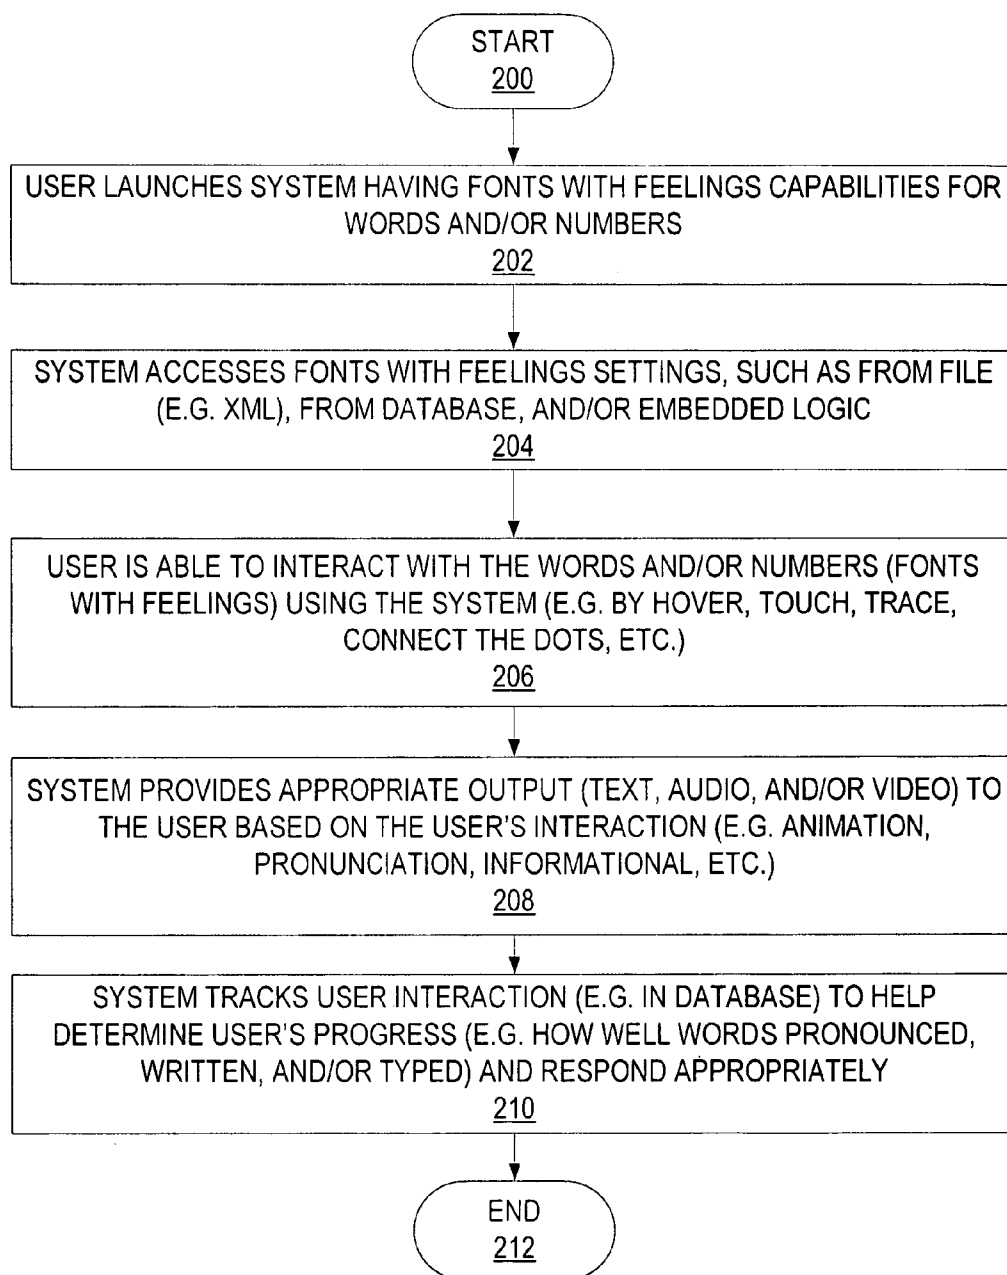 START
200
USER LAUNCHES SYSTEM HAVING FONTS WITH FEELINGS CAPABILITIES FOR
WORDS AND/OR NUMBERS
202
SYSTEM ACCESSES FONTS WITH FEELINGS SETTINGS, SUCH AS FROM FILE
(E.G. XML), FROM DATABASE, AND/OR EMBEDDED LOGIC
204
USER IS ABLE TO INTERACT WITH THE WORDS AND/OR NUMBERS (FONTS
WITH FEELINGS) USING THE SYSTEM (E.G. BY HOVER, TOUCH, TRACE,
CONNECT THE DOTS, ETC.)
206
SYSTEM PROVIDES APPROPRIATE OUTPUT (TEXT, AUDIO, AND/OR VIDEO) TO
THE USER BASED ON THE USER'S INTERACTION (E.G. ANIMATION,
PRONUNCIATION, INFORMATIONAL, ETC.)
208
SYSTEM TRACKS USER INTERACTION (E.G. IN DATABASE) TO HELP
DETERMINE USER'S PROGRESS (E.G. HOW WELL WORDS PRONOUNCED,
WRITTEN, AND/OR TYPED) AND RESPOND APPROPRIATELY
210
END
212